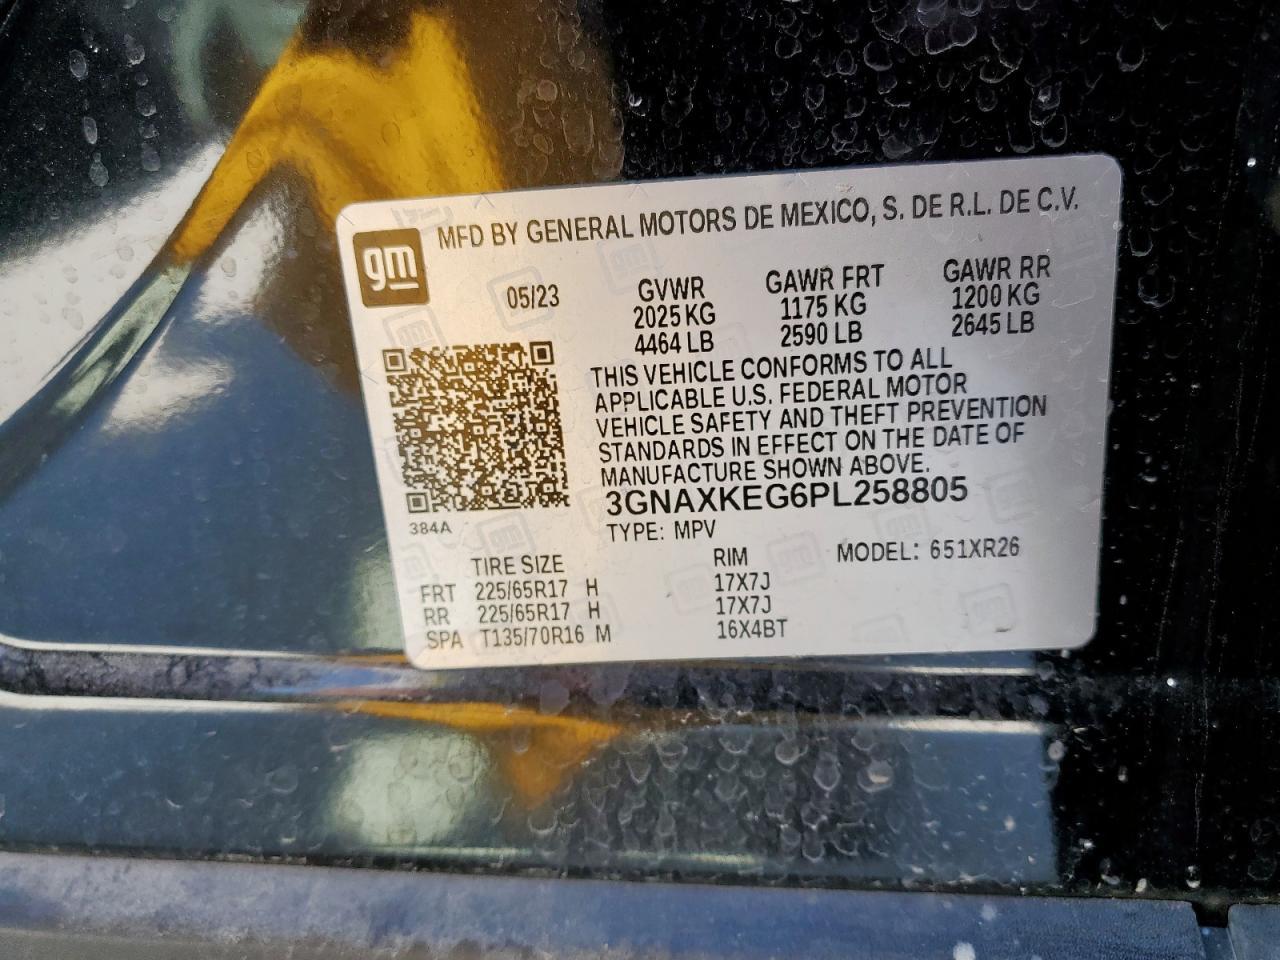 MFD BY GENERAL MOTORS DE MEXICO, S. DE R.L. DE C.V.
gm
05/23 GVWR GAWR FRT GAWR RR
2025 KG 1175 KG 1200 KG
4464 LB 2590 LB 2645 LB
THIS VEHICLE CONFORMS TO ALL
APPLICABLE U.S. FEDERAL MOTOR
VEHICLE SAFETY AND THEFT PREVENTION
STANDARDS IN EFFECT ON THE DATE OF
MANUFACTURE SHOWN ABOVE.
3GNAXKEG6PL258805
384A
TYPE: MPV
TIRE SIZE RIM MODEL: 651XR26
FRT 225/65R17 H 17X7J
RR 225/65R17 H 17X7J
SPA T135/70R16 M 16X4BT